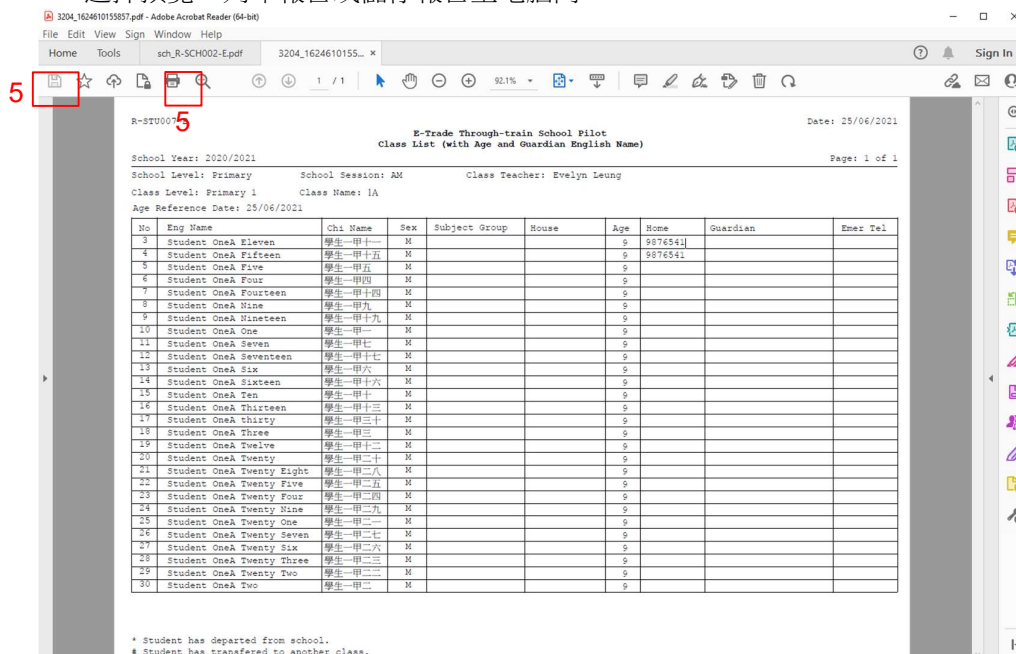 3204_1624610155857.pdf - Adobe Acrobat Reader (64-bit)
File Edit View Sign Window Help
Home Tools sch_R-SCH002-E.pdf 3204_1624610155... × Sign In
5
1 / 1 92.1%
5
R-STU007-E Date: 25/06/2021
E-Trade Through-train School Pilot
Class List (with Age and Guardian English Name)
School Year: 2020/2021 Page: 1 of 1
School Level: Primary School Session: AM Class Teacher: Evelyn Leung
Class Level: Primary 1 Class Name: 1A
Age Reference Date: 25/06/2021
No Eng Name Chi Name Sex Subject Group House Age Home Guardian Emer Tel
3 Student OneA Eleven 學生一甲十一 M 9 9876541
4 Student OneA Fifteen 學生一甲十五 M 9 9876541
5 Student OneA Five 學生一甲五 M 9
6 Student OneA Four 學生一甲四 M 9
7 Student OneA Fourteen 學生一甲十四 M 9
8 Student OneA Nine 學生一甲九 M 9
9 Student OneA Nineteen 學生一甲十九 M 9
10 Student OneA One 學生一甲一 M 9
11 Student OneA Seven 學生一甲七 M 9
12 Student OneA Seventeen 學生一甲十七 M 9
13 Student OneA Six 學生一甲六 M 9
14 Student OneA Sixteen 學生一甲十六 M 9
15 Student OneA Ten 學生一甲十 M 9
16 Student OneA Thirteen 學生一甲十三 M 9
17 Student OneA thirty 學生一甲三十 M 9
18 Student OneA Three 學生一甲三 M 9
19 Student OneA Twelve 學生一甲十二 M 9
20 Student OneA Twenty 學生一甲二十 M 9
21 Student OneA Twenty Eight 學生一甲二八 M 9
22 Student OneA Twenty Five 學生一甲二五 M 9
23 Student OneA Twenty Four 學生一甲二四 M 9
24 Student OneA Twenty Nine 學生一甲二九 M 9
25 Student OneA Twenty One 學生一甲二一 M 9
26 Student OneA Twenty Seven 學生一甲二七 M 9
27 Student OneA Twenty Six 學生一甲二六 M 9
28 Student OneA Twenty Three 學生一甲二三 M 9
29 Student OneA Twenty Two 學生一甲二二 M 9
30 Student OneA Two 學生一甲二 M 9
* Student has departed from school.
# Student has transfered to another class.